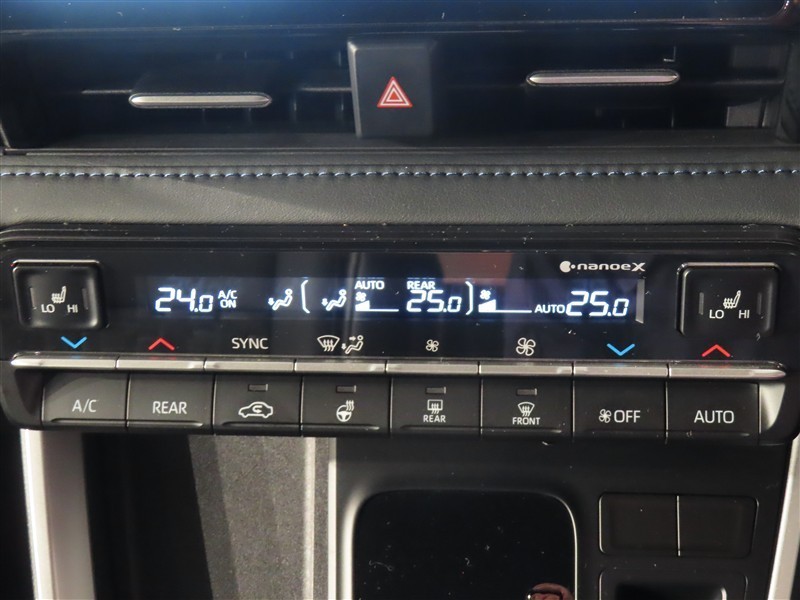 nanoeX
LO HI
24.0 A/C ON
AUTO
REAR
25.0
AUTO 25.0
LO HI
SYNC
A/C
REAR
REAR
FRONT
OFF
AUTO